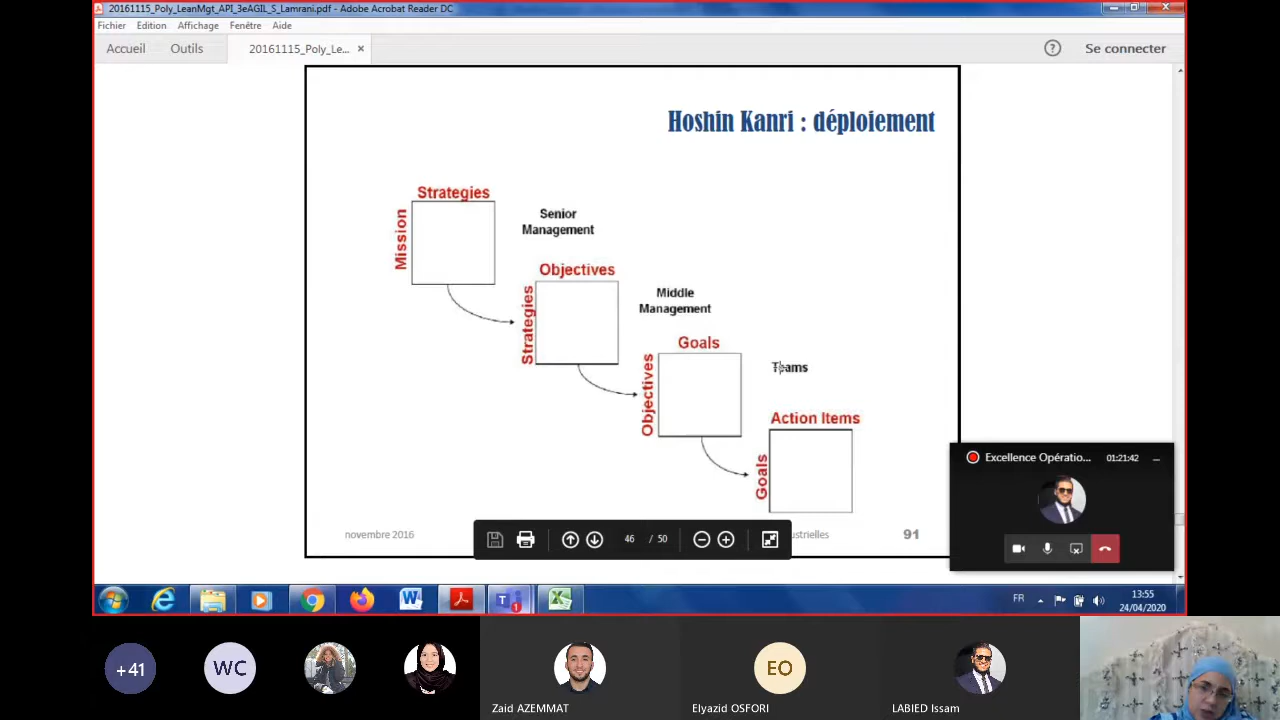 20161115_Poly_LeanMgt_API_3eAGIL_S_Lamrani.pdf - Adobe Acrobat Reader DC
Fichier Edition Affichage Fenêtre Aide
Accueil Outils 20161115_Poly_Le... × Se connecter
Hoshin Kanri : déploiement
Strategies
Mission
Senior
Management
Objectives
Strategies
Middle
Management
Goals
Objectives
Teams
Action Items
Goals
Excellence Opératio... 01:21:42
novembre 2016
46 / 50
ustrielles
91
FR
13:55
24/04/2020
+41
WC
EO
Zaid AZEMMAT
Elyazid OSFORI
LABIED Issam